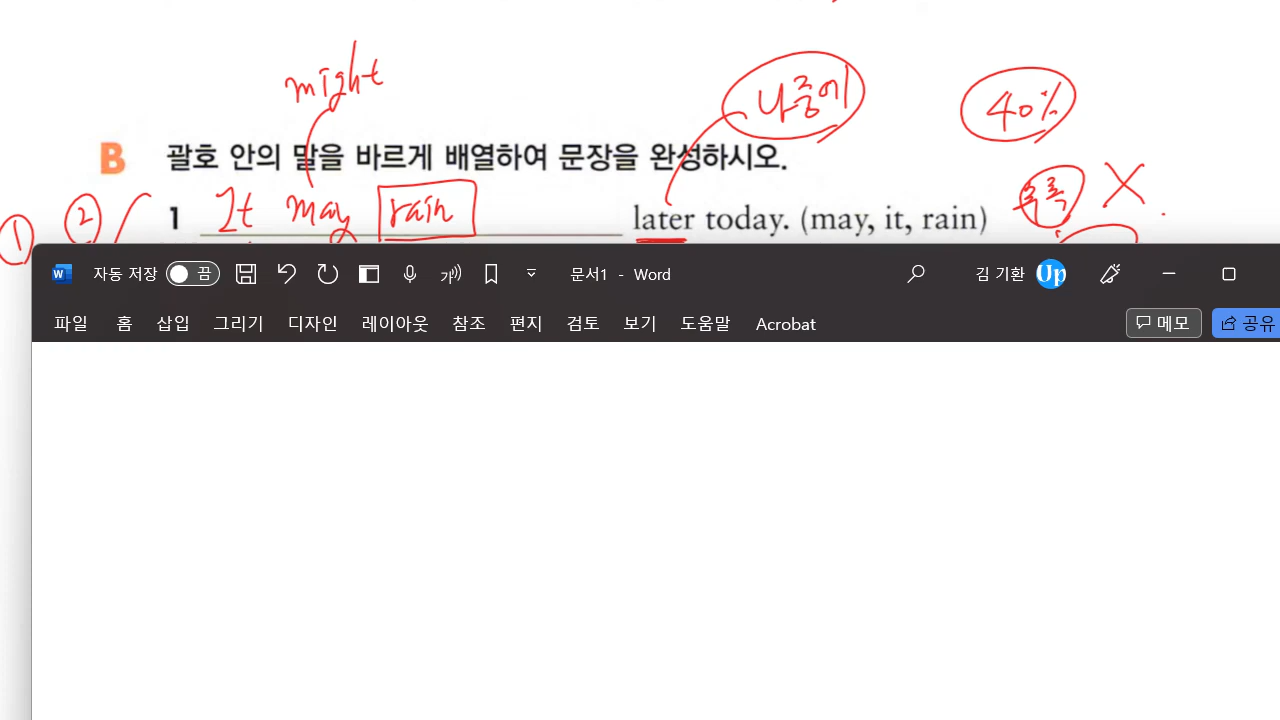 might
나중에
40%
B 괄호 안의 말을 바르게 배열하여 문장을 완성하시오.
① ② 1 It may rain later today. (may, it, rain) X
자동 저장 끔 가 문서1 - Word 김 기환 Up
파일 홈 삽입 그리기 디자인 레이아웃 참조 편지 검토 보기 도움말 Acrobat 메모 공유